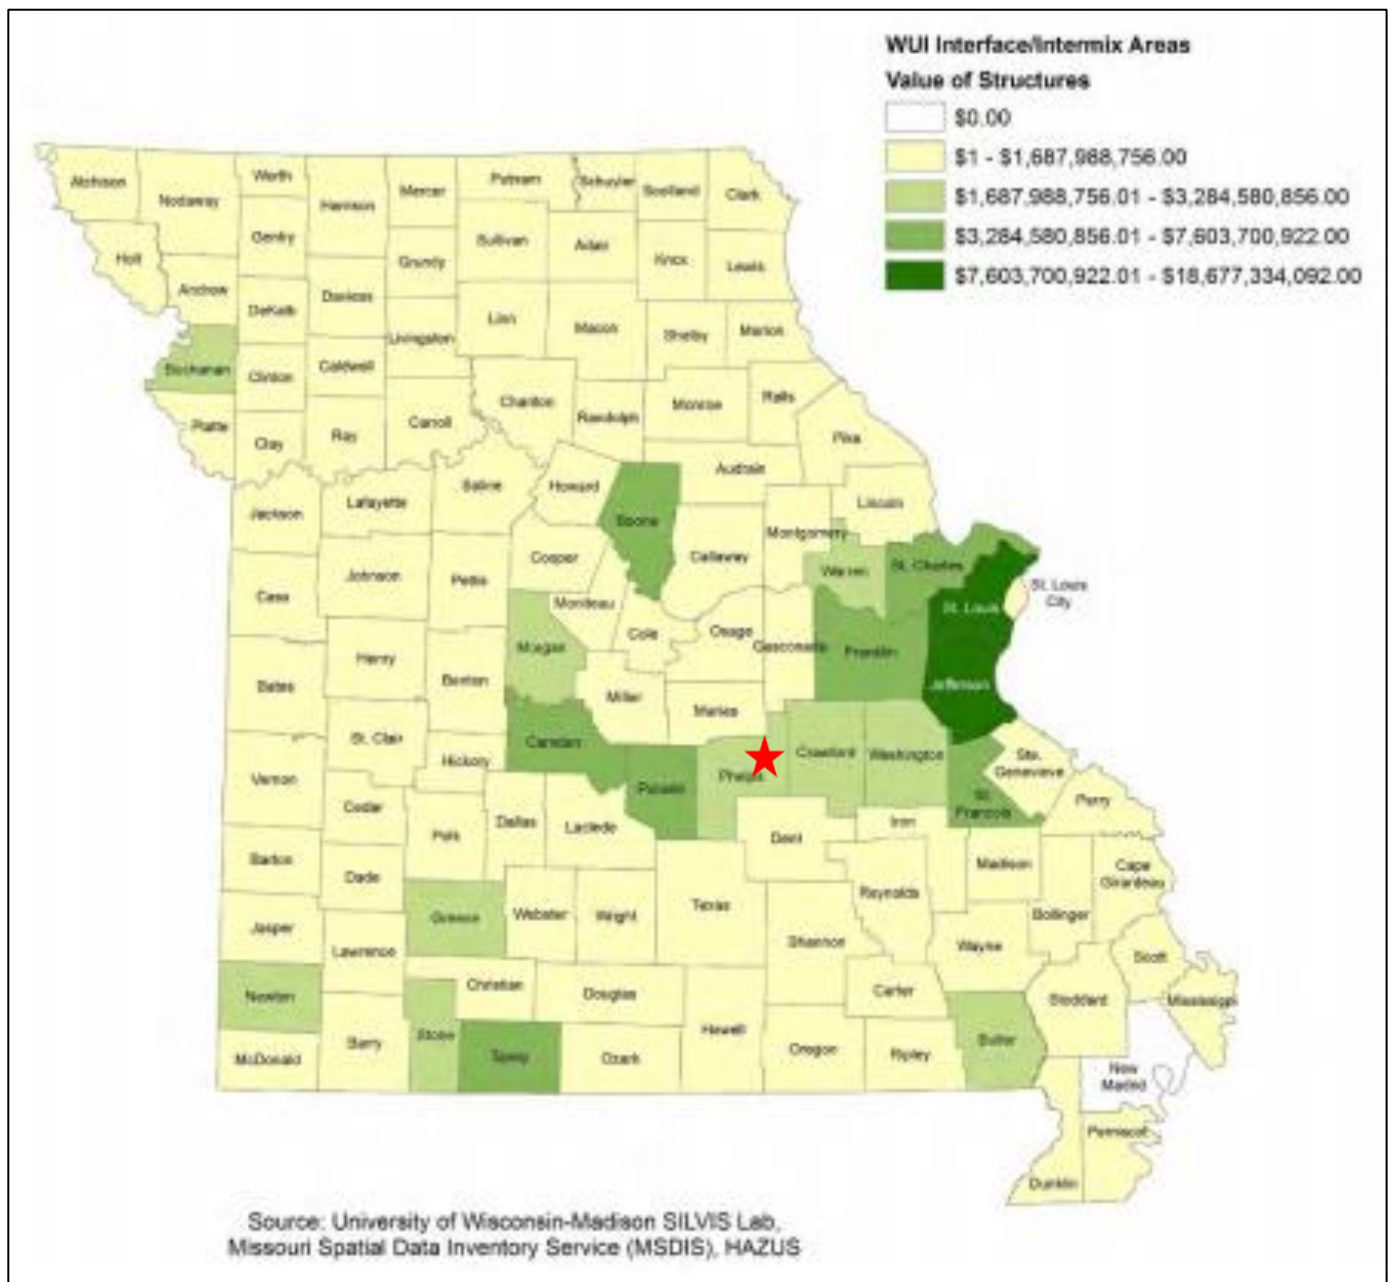 WUI Interface/Intermix Areas
Value of Structures
$0.00
$1 - $1,687,988,756.00
$1,687,988,756.01 - $3,284,580,856.00
$3,284,580,856.01 - $7,603,700,922.00
$7,603,700,922.01 - $18,677,334,092.00
Atchison
Nodaway
Worth
Harrison
Mercer
Putnam
Schuyler
Scotland
Clark
Holt
Gentry
Sullivan
Adair
Knox
Lewis
Andrew
DeKalb
Daviess
Grundy
Linn
Macon
Shelby
Marion
Buchanan
Clinton
Caldwell
Livingston
Chariton
Randolph
Monroe
Ralls
Platte
Clay
Ray
Carroll
Pike
Audrain
Jackson
Lafayette
Saline
Howard
Boone
Callaway
Montgomery
Lincoln
Cass
Johnson
Pettis
Cooper
Moniteau
Cole
Osage
Gasconade
Warren
St. Charles
St. Louis
St. Louis
City
Franklin
Jefferson
Bates
Henry
Benton
Morgan
Miller
Maries
Vernon
St. Clair
Hickory
Camden
Pulaski
Phelps
Crawford
Washington
Ste.
Genevieve
St.
Francois
Perry
Cedar
Polk
Dallas
Laclede
Dent
Iron
Barton
Dade
Madison
Cape
Girardeau
Jasper
Lawrence
Greene
Webster
Wright
Texas
Shannon
Reynolds
Wayne
Bollinger
Scott
Newton
Christian
Douglas
Carter
Stoddard
Mississippi
McDonald
Barry
Stone
Taney
Ozark
Howell
Oregon
Ripley
Butler
New
Madrid
Pemiscot
Dunklin
Source: University of Wisconsin-Madison SILVIS Lab,
Missouri Spatial Data Inventory Service (MSDIS), HAZUS